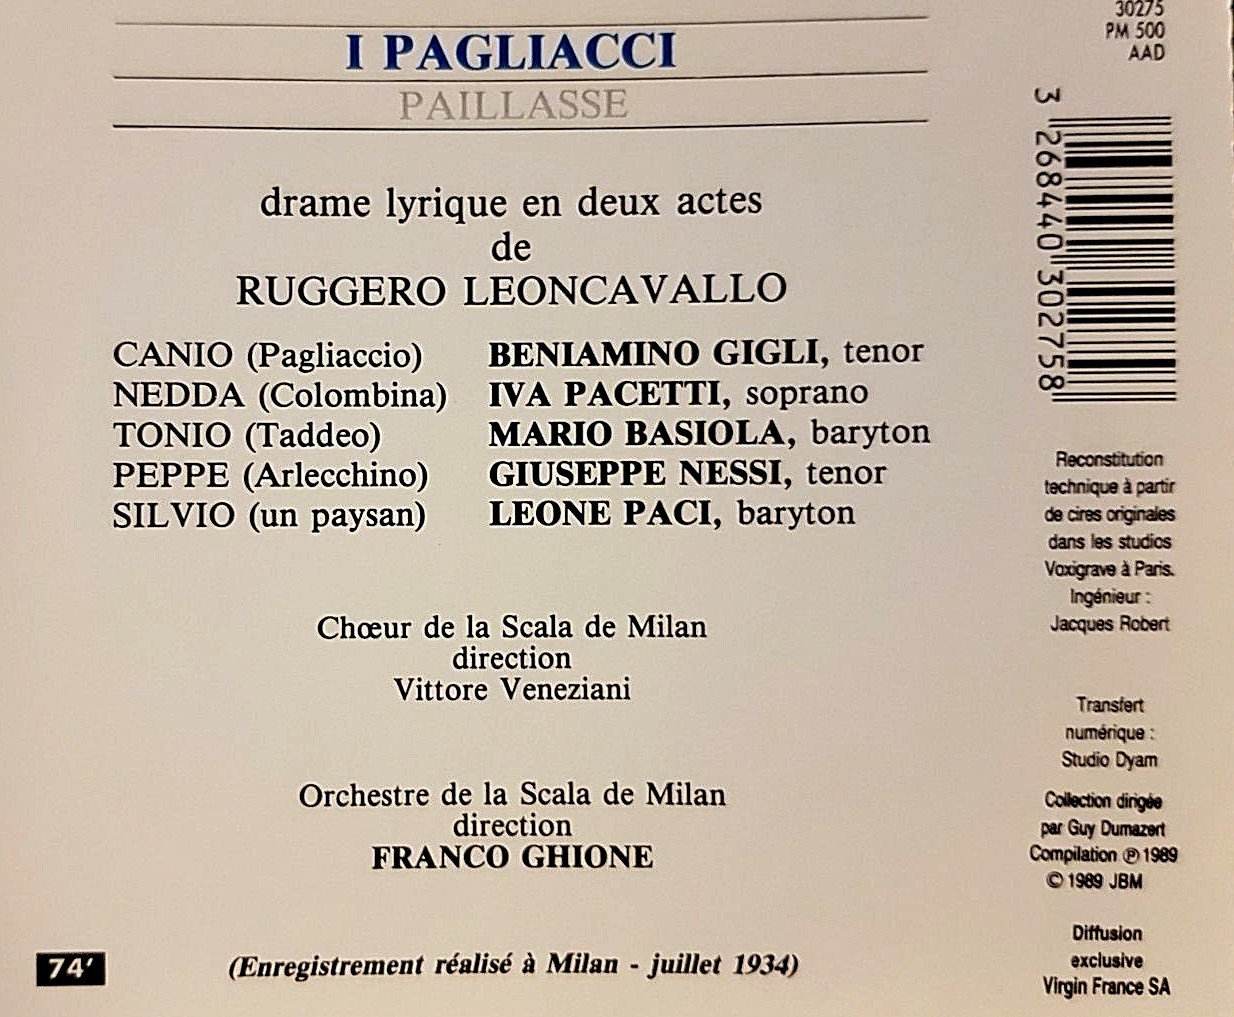 I PAGLIACCI
PAILLASSE
drame lyrique en deux actes
de
RUGGERO LEONCAVALLO
CANIO (Pagliaccio) BENIAMINO GIGLI, tenor
NEDDA (Colombina) IVA PACETTI, soprano
TONIO (Taddeo) MARIO BASIOLA, baryton
PEPPE (Arlecchino) GIUSEPPE NESSI, tenor
SILVIO (un paysan) LEONE PACI, baryton
Chœur de la Scala de Milan
direction
Vittore Veneziani
Orchestre de la Scala de Milan
direction
FRANCO GHIONE
74'
(Enregistrement réalisé à Milan - juillet 1934)
30275
PM 500
AAD
3 268440 302758
Reconstitution
technique à partir
de cires originales
dans les studios
Voxigrave à Paris.
Ingénieur :
Jacques Robert
Transfert
numérique :
Studio Dyam
Collection dirigée
par Guy Dumazert
Compilation ℗ 1989
© 1989 JBM
Diffusion
exclusive
Virgin France SA